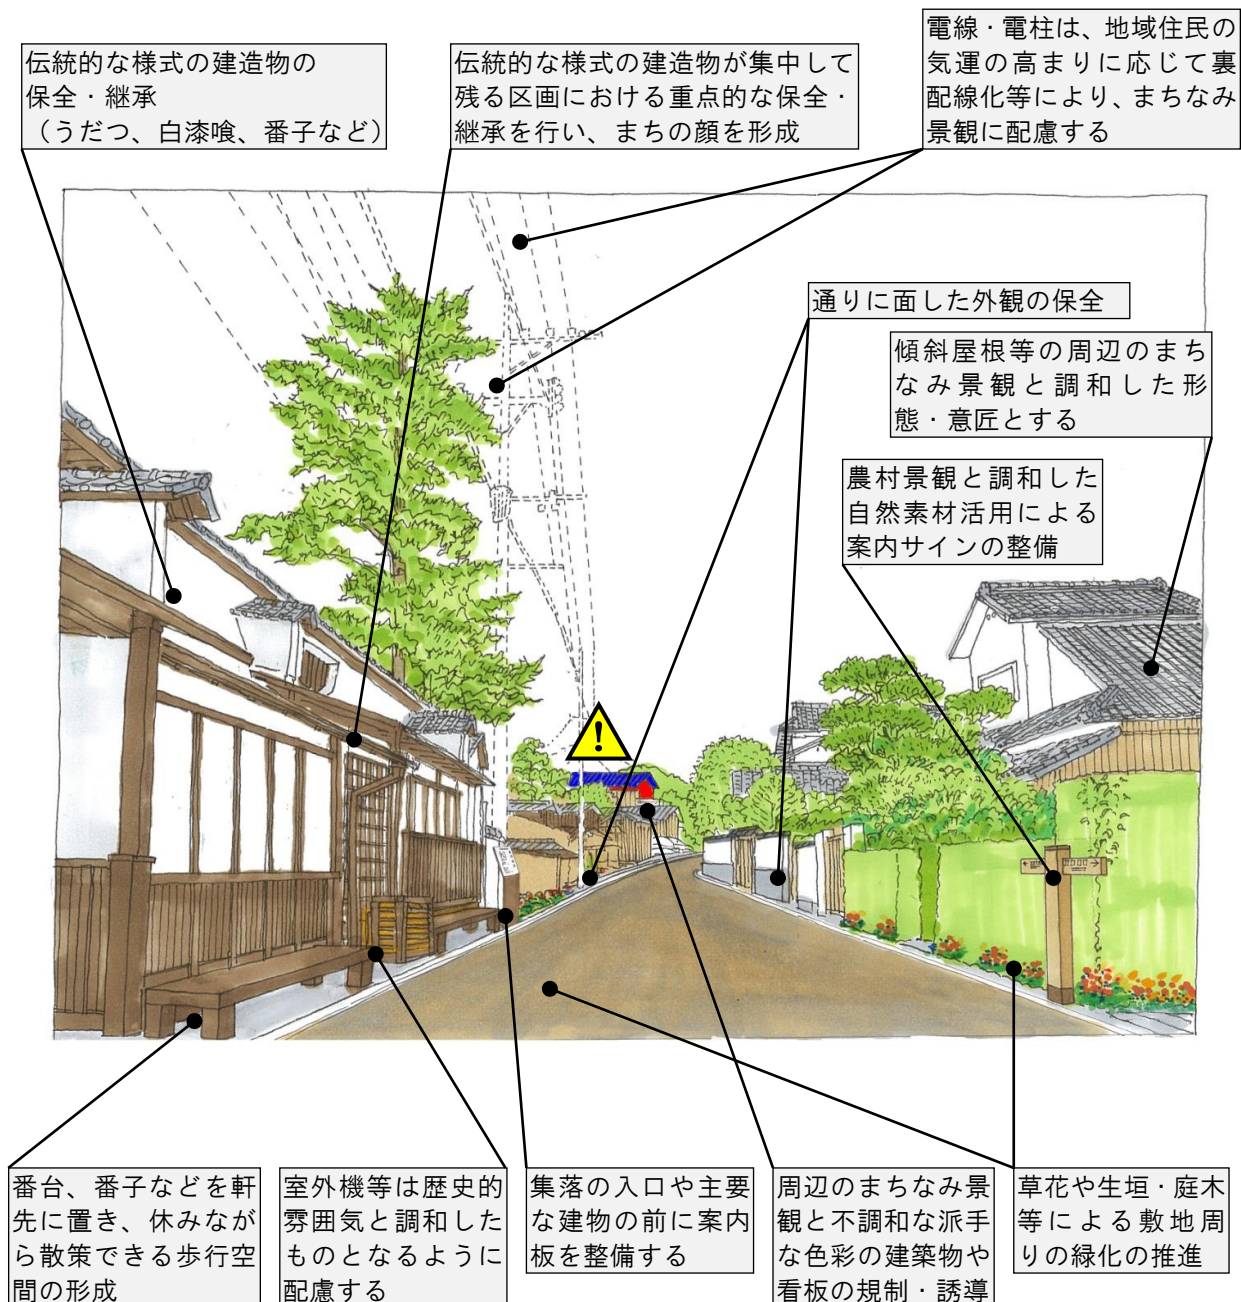 伝統的な様式の建造物の
保全・継承
（うだつ、白漆喰、番子など）
伝統的な様式の建造物が集中して
残る区画における重点的な保全・
継承を行い、まちの顔を形成
電線・電柱は、地域住民の
気運の高まりに応じて裏
配線化等により、まちなみ
景観に配慮する
通りに面した外観の保全
傾斜屋根等の周辺のまち
なみ景観と調和した形
態・意匠とする
農村景観と調和した
自然素材活用による
案内サインの整備
!
番台、番子などを軒
先に置き、休みなが
ら散策できる歩行空
間の形成
室外機等は歴史的
雰囲気と調和した
ものとなるように
配慮する
集落の入口や主要
な建物の前に案内
板を整備する
周辺のまちなみ景
観と不調和な派手
な色彩の建築物や
看板の規制・誘導
草花や生垣・庭木
等による敷地周
りの緑化の推進